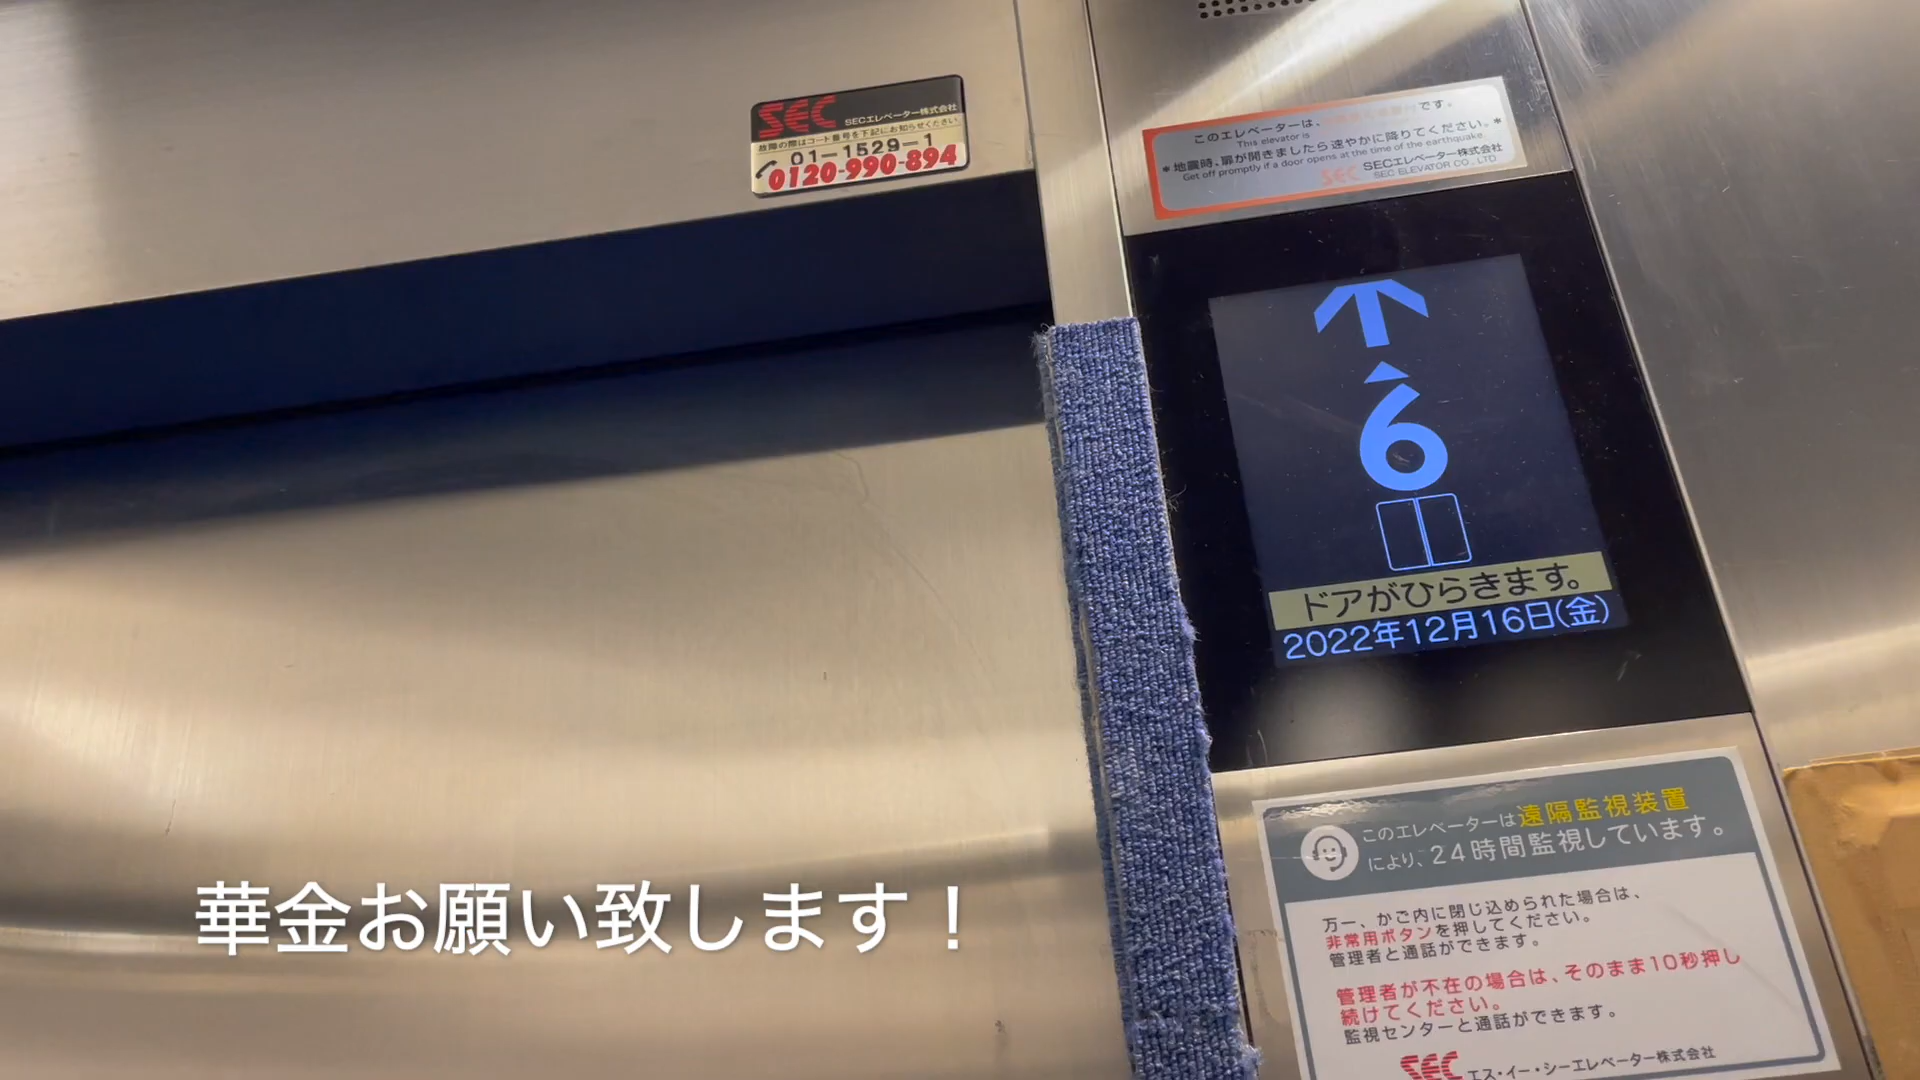 SEC SECエレベーター株式会社
故障の際はコード番号を下記にお知らせください。
01-1529-1
0120-990-894
このエレベーターは、
です。
This elevator is
*地震時、扉が開きましたら速やかに降りてください。*
Get off promptly if a door opens at the time of the earthquake.
SEC SECエレベーター株式会社
SEC ELEVATOR CO., LTD
6
ドアがひらきます。
2022年12月16日(金)
このエレベーターは遠隔監視装置
により、24時間監視しています。
万一、かご内に閉じ込められた場合は、
非常用ボタンを押してください。
管理者と通話ができます。
管理者が不在の場合は、そのまま10秒押し
続けてください。
監視センターと通話ができます。
SEC エス・イー・シーエレベーター株式会社
華金お願い致します！